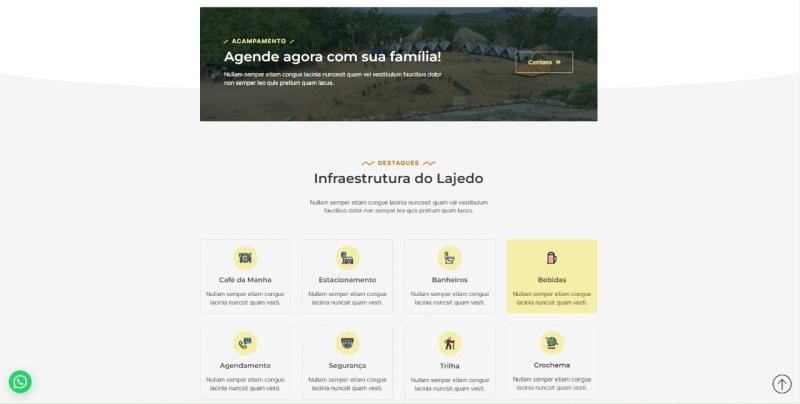 ACAMPAMENTO
Agende agora com sua família!
Nullam semper etiam congue lacinia nuncesit quam vel vestibulum faucibus dolor
non semper leo quis pretium quam lacus.
Contato »
DESTAQUES
Infraestrutura do Lajedo
Nullam semper etiam congue lacinia nuncesit quam vel vestibulum
faucibus dolor non semper leo quis pretium quam lacus.
Café da Manha
Nullam semper etiam congue
lacinia nuncsit quam vesti.
Estacionamento
Nullam semper etiam congue
lacinia nuncsit quam vesti.
Banheiros
Nullam semper etiam congue
lacinia nuncsit quam vesti.
Bebidas
Nullam semper etiam congue
lacinia nuncsit quam vesti.
Agendamento
Nullam semper etiam congue
lacinia nuncsit quam vesti.
Segurança
Nullam semper etiam congue
lacinia nuncsit quam vesti.
Trilha
Nullam semper etiam congue
lacinia nuncsit quam vesti.
Crochema
Nullam semper etiam congue
lacinia nuncsit quam vesti.